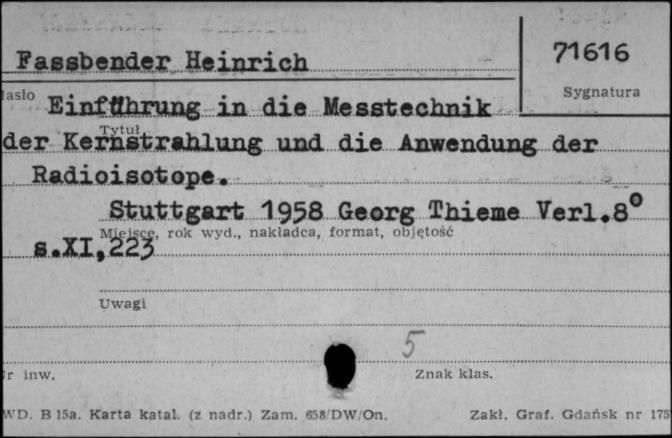 Fassbender Heinrich
71616
Sygnatura
Hasło
Einführung in die Messtechnik
Tytuł
der Kernstrahlung und die Anwendung der
Radioisotope.
Stuttgart 1958 Georg Thieme Verl.8°
Miejsce, rok wyd., nakładca, format, objętość
s.XI,223
Uwagi
5
Nr inw.
Znak klas.
WD. B 15a. Karta katal. (z nadr.) Zam. 658/DW/On.
Zakł. Graf. Gdańsk nr 175